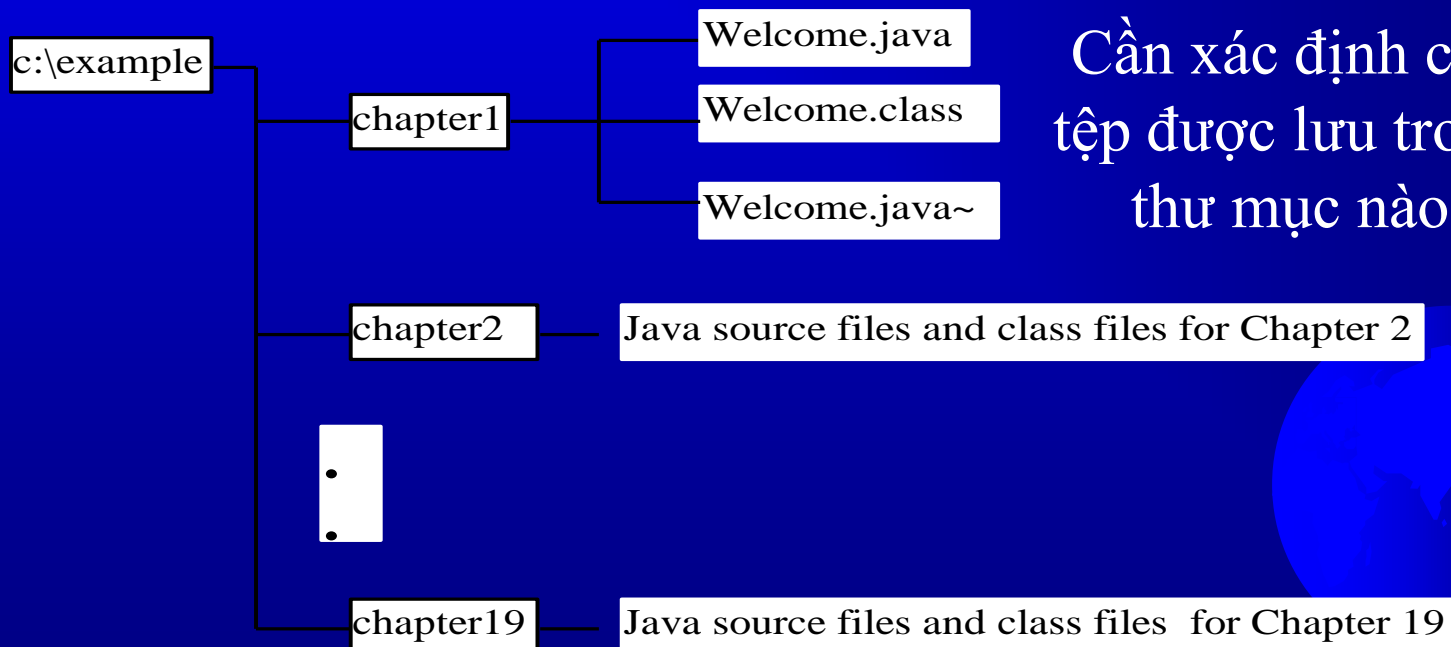 c:\example
chapter1
Welcome.java
Welcome.class
Welcome.java~
Cần xác định
tệp được lưu
thư mục nào
chapter2
Java source files and class files for Chapter 2
•
•
chapter19
Java source files and class files for Chapter 19